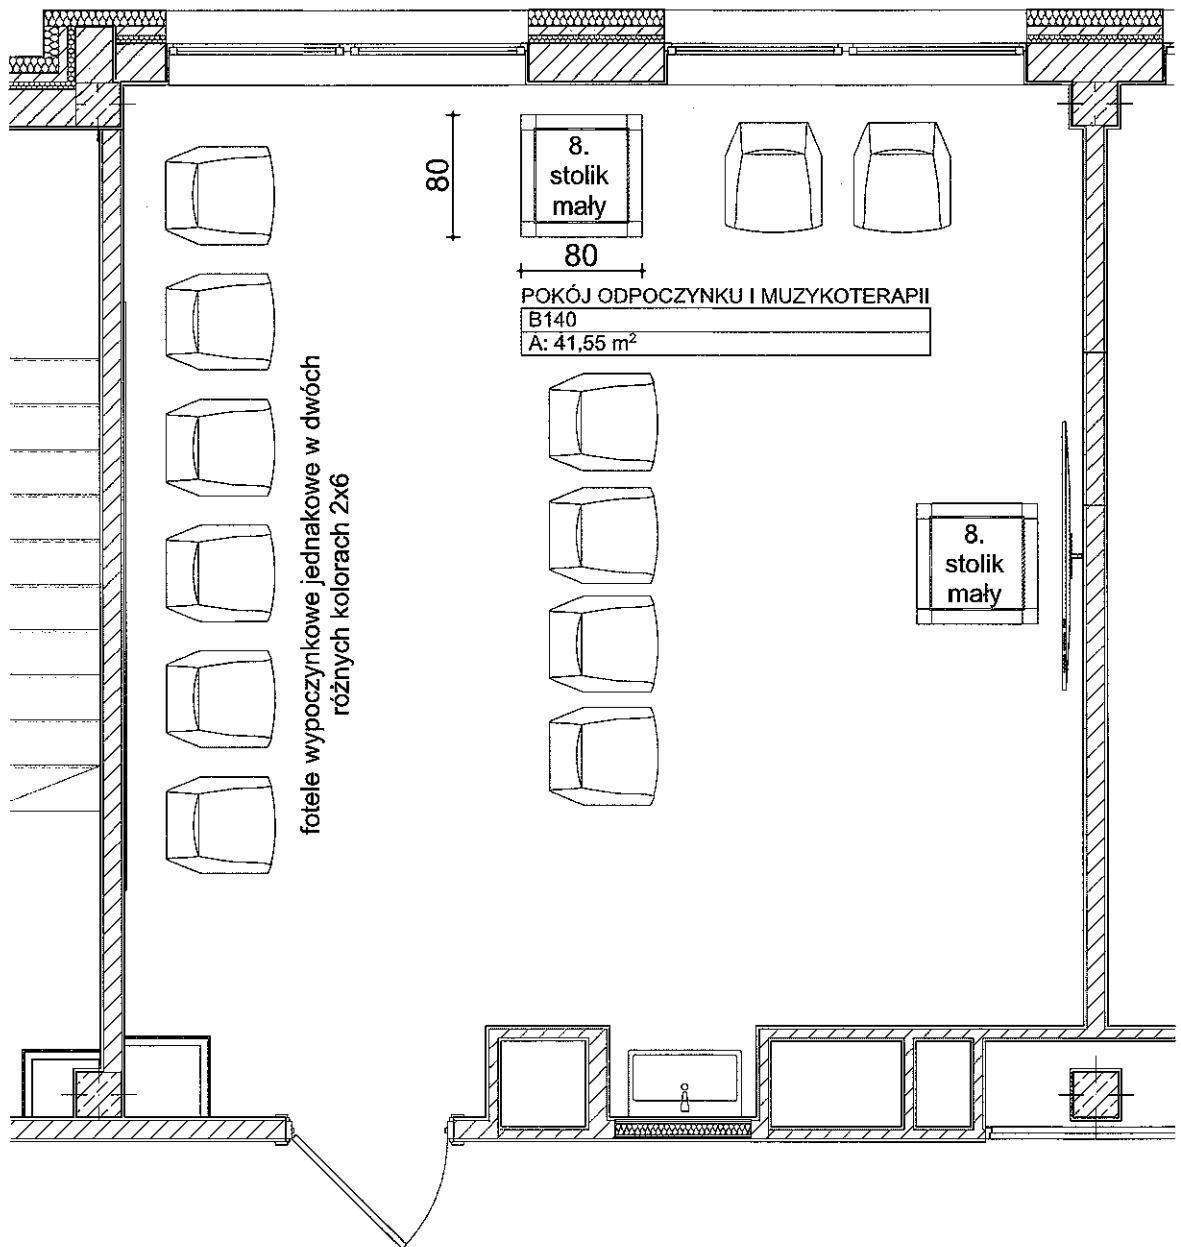 8.
stolik
mały
80
80
POKÓJ ODPOCZYNKU I MUZYKOTERAPII
B140
A: 41,55 m²
fotele wypoczynkowe jednakowe w dwóch
różnych kolorach 2x6
8.
stolik
mały